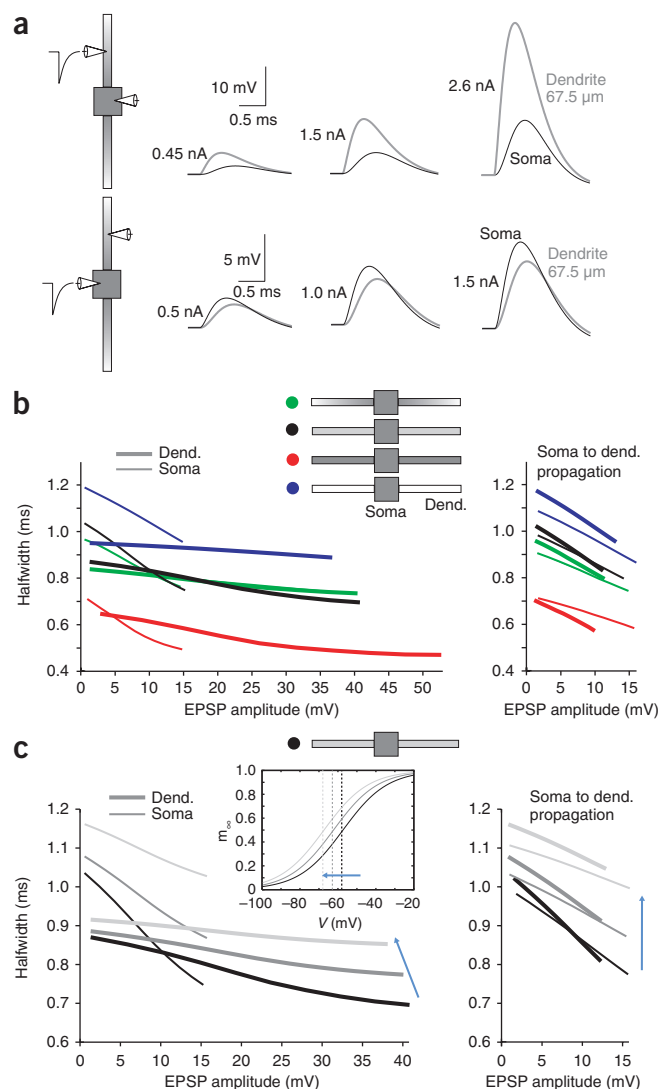 a
10 mV
0.5 ms
0.45 nA
1.5 nA
2.6 nA
Dendrite
67.5 µm
Soma
5 mV
0.5 ms
0.5 nA
1.0 nA
1.5 nA
Soma
Dendrite
67.5 µm
b
Dend.
Soma
Soma
Dend.
Soma to dend.
propagation
Halfwidth (ms)
1.2
1.0
0.8
0.6
0.4
0 5 10 15 20 25 30 35 40 45 50
EPSP amplitude (mV)
1.2
1.0
0.8
0.6
0.4
0 5 10 15
EPSP amplitude (mV)
c
Dend.
Soma
m∞
1.0
0.8
0.6
0.4
0.2
0
–100 –80 –60 –40 –20
V (mV)
Soma to dend.
propagation
Halfwidth (ms)
1.2
1.1
1.0
0.9
0.8
0.7
0.6
0 5 10 15 20 25 30 35 40
EPSP amplitude (mV)
1.2
1.1
1.0
0.9
0.8
0.7
0.6
0 5 10 15
EPSP amplitude (mV)